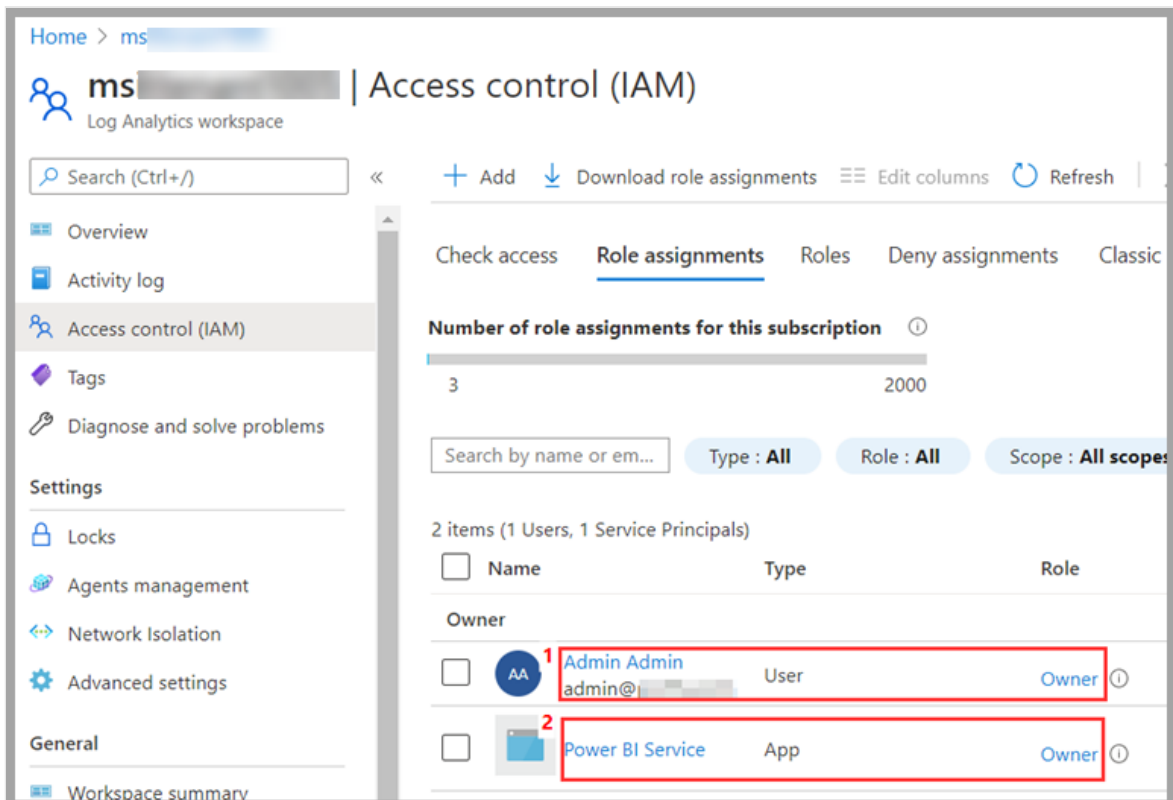 Home > ms
ms | Access control (IAM)
Log Analytics workspace
Search (Ctrl+/)
«
Add
Download role assignments
Edit columns
Refresh
Overview
Activity log
Access control (IAM)
Tags
Diagnose and solve problems
Settings
Locks
Agents management
Network Isolation
Advanced settings
General
Workspace summary
Check access
Role assignments
Roles
Deny assignments
Classic
Number of role assignments for this subscription
3
2000
Search by name or em...
Type : All
Role : All
Scope : All scopes
2 items (1 Users, 1 Service Principals)
Name Type Role
Owner
AA
1
Admin Admin
admin@
User
Owner
2
Power BI Service
App
Owner